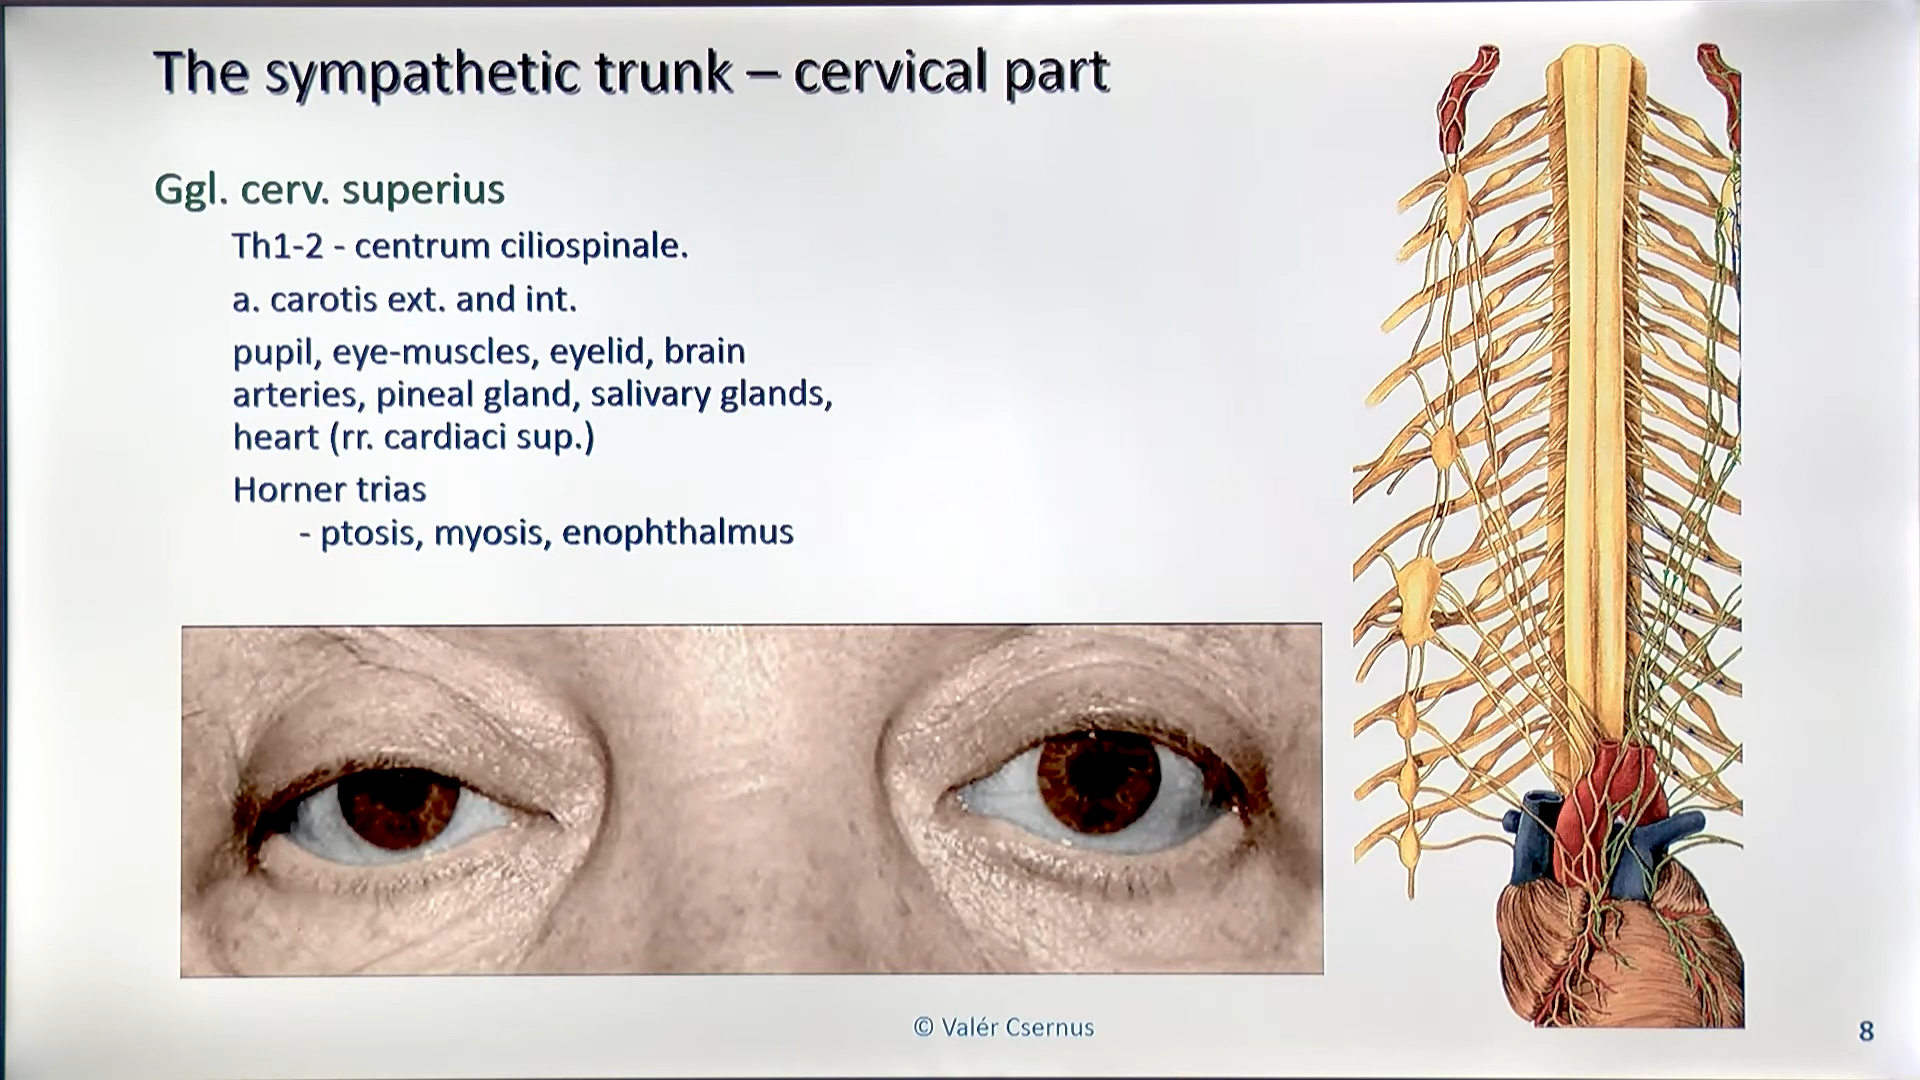 The sympathetic trunk – cervical part
Ggl. cerv. superius
Th1-2 - centrum ciliospinale.
a. carotis ext. and int.
pupil, eye-muscles, eyelid, brain
arteries, pineal gland, salivary glands,
heart (rr. cardiaci sup.)
Horner trias
- ptosis, myosis, enophthalmus
© Valér Csernus
8